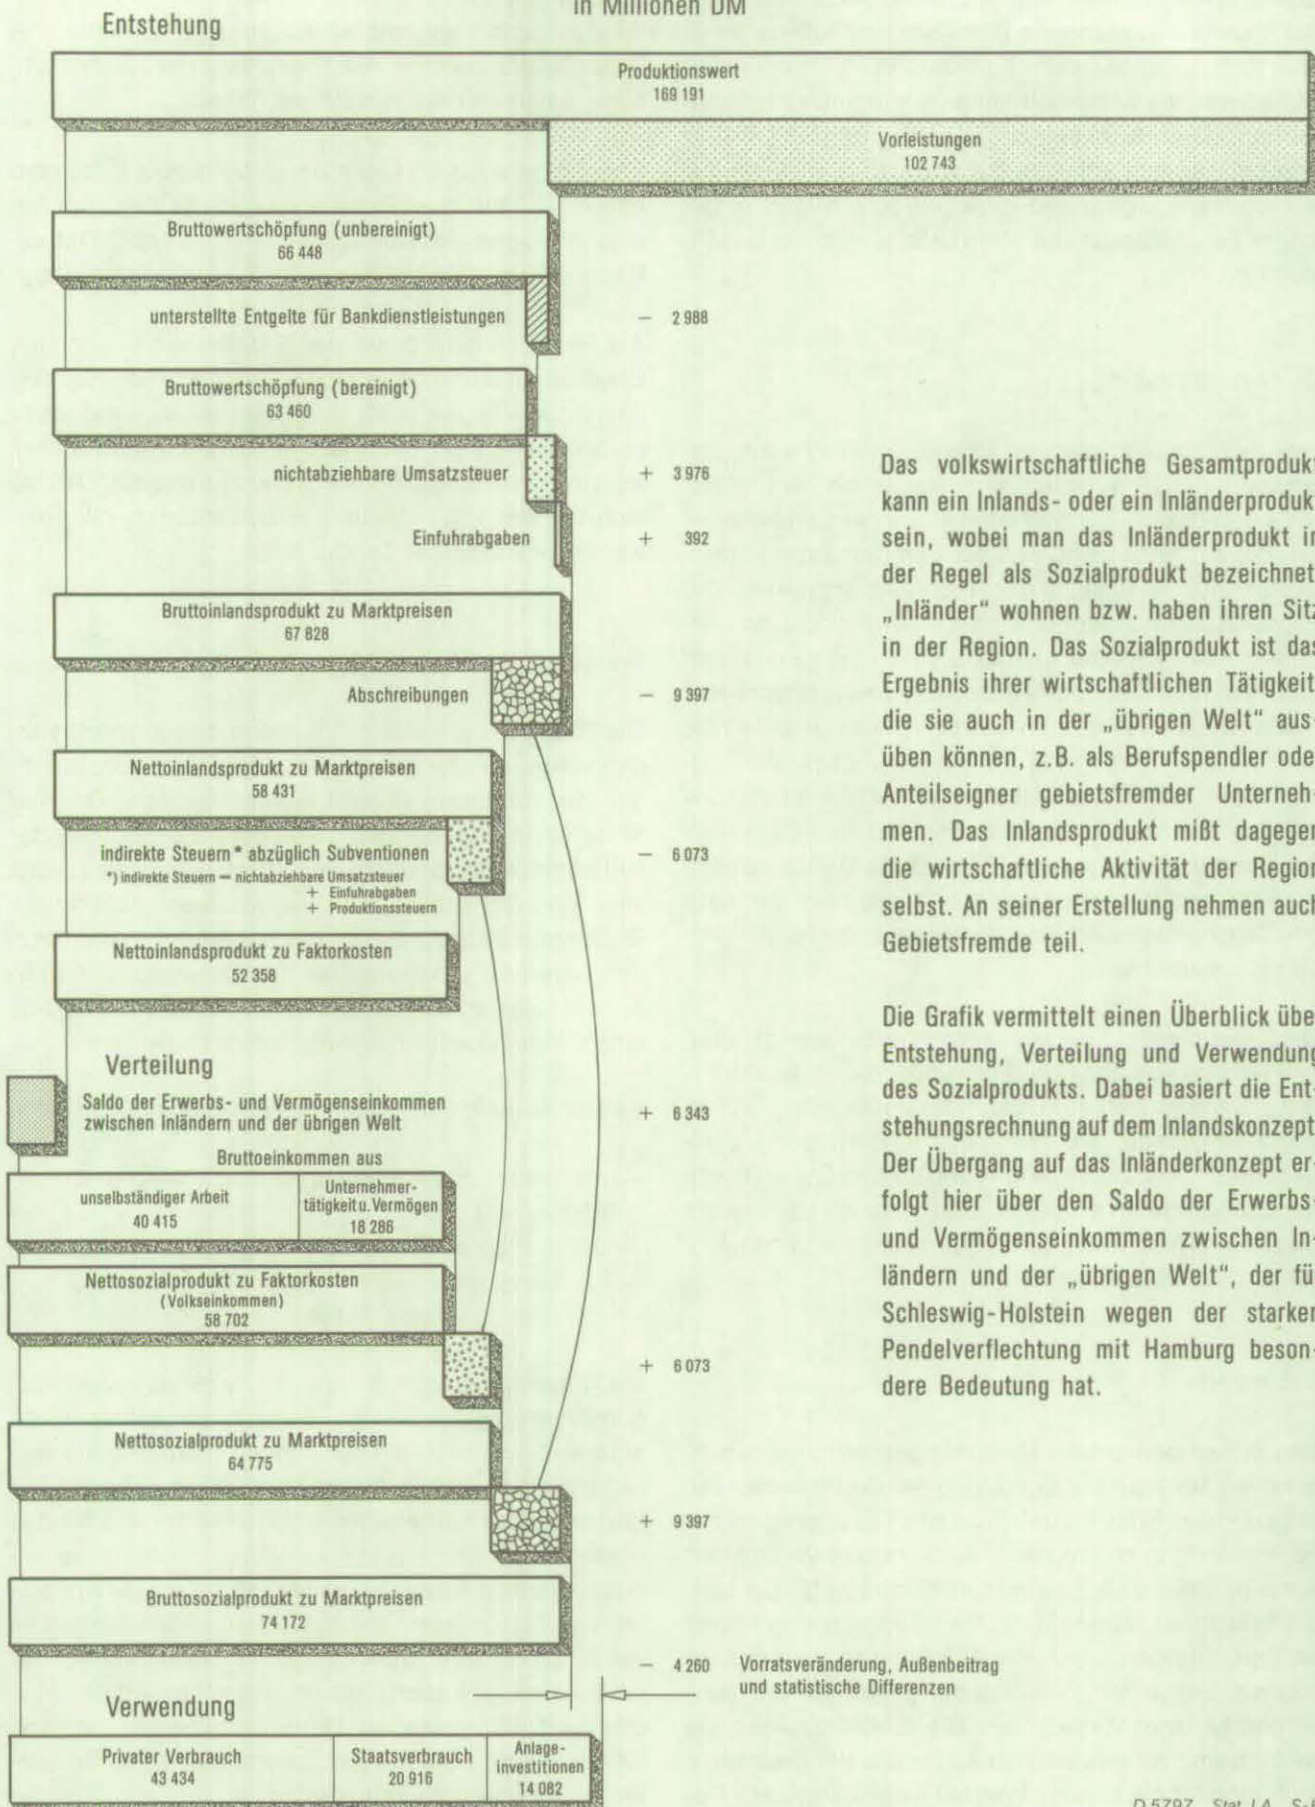 in Millionen DM
Entstehung
Produktionswert
169 191
Vorleistungen
102 743
Bruttowertschöpfung (unbereinigt)
66 448
unterstellte Entgelte für Bankdienstleistungen − 2 988
Bruttowertschöpfung (bereinigt)
63 460
nichtabziehbare Umsatzsteuer + 3 976
Einfuhrabgaben + 392
Bruttoinlandsprodukt zu Marktpreisen
67 828
Abschreibungen − 9 397
Nettoinlandsprodukt zu Marktpreisen
58 431
indirekte Steuern* abzüglich Subventionen − 6 073
*) indirekte Steuern = nichtabziehbare Umsatzsteuer
+ Einfuhrabgaben
+ Produktionssteuern
Nettoinlandsprodukt zu Faktorkosten
52 358
Verteilung
Saldo der Erwerbs- und Vermögenseinkommen
zwischen Inländern und der übrigen Welt + 6 343
Bruttoeinkommen aus
unselbständiger Arbeit
40 415
Unternehmer-
tätigkeit u. Vermögen
18 286
Nettosozialprodukt zu Faktorkosten
(Volkseinkommen)
58 702
+ 6 073
Nettosozialprodukt zu Marktpreisen
64 775
+ 9 397
Bruttosozialprodukt zu Marktpreisen
74 172
− 4 260 Vorratsveränderung, Außenbeitrag
und statistische Differenzen
Verwendung
Privater Verbrauch
43 434
Staatsverbrauch
20 916
Anlage-
investitionen
14 082
Das volkswirtschaftliche Gesamtprodukt
kann ein Inlands- oder ein Inländerproduk
sein, wobei man das Inländerprodukt in
der Regel als Sozialprodukt bezeichnet.
„Inländer“ wohnen bzw. haben ihren Sitz
in der Region. Das Sozialprodukt ist das
Ergebnis ihrer wirtschaftlichen Tätigkeit
die sie auch in der „übrigen Welt“ aus-
üben können, z.B. als Berufspendler ode
Anteilseigner gebietsfremder Unterneh-
men. Das Inlandsprodukt mißt dagegen
die wirtschaftliche Aktivität der Region
selbst. An seiner Erstellung nehmen auch
Gebietsfremde teil.
Die Grafik vermittelt einen Überblick übe
Entstehung, Verteilung und Verwendung
des Sozialprodukts. Dabei basiert die Ent-
stehungsrechnung auf dem Inlandskonzept
Der Übergang auf das Inländerkonzept er-
folgt hier über den Saldo der Erwerbs-
und Vermögenseinkommen zwischen In-
ländern und der „übrigen Welt“, der fü
Schleswig-Holstein wegen der starken
Pendelverflechtung mit Hamburg beson-
dere Bedeutung hat.
D 5797 Stat. LA S-